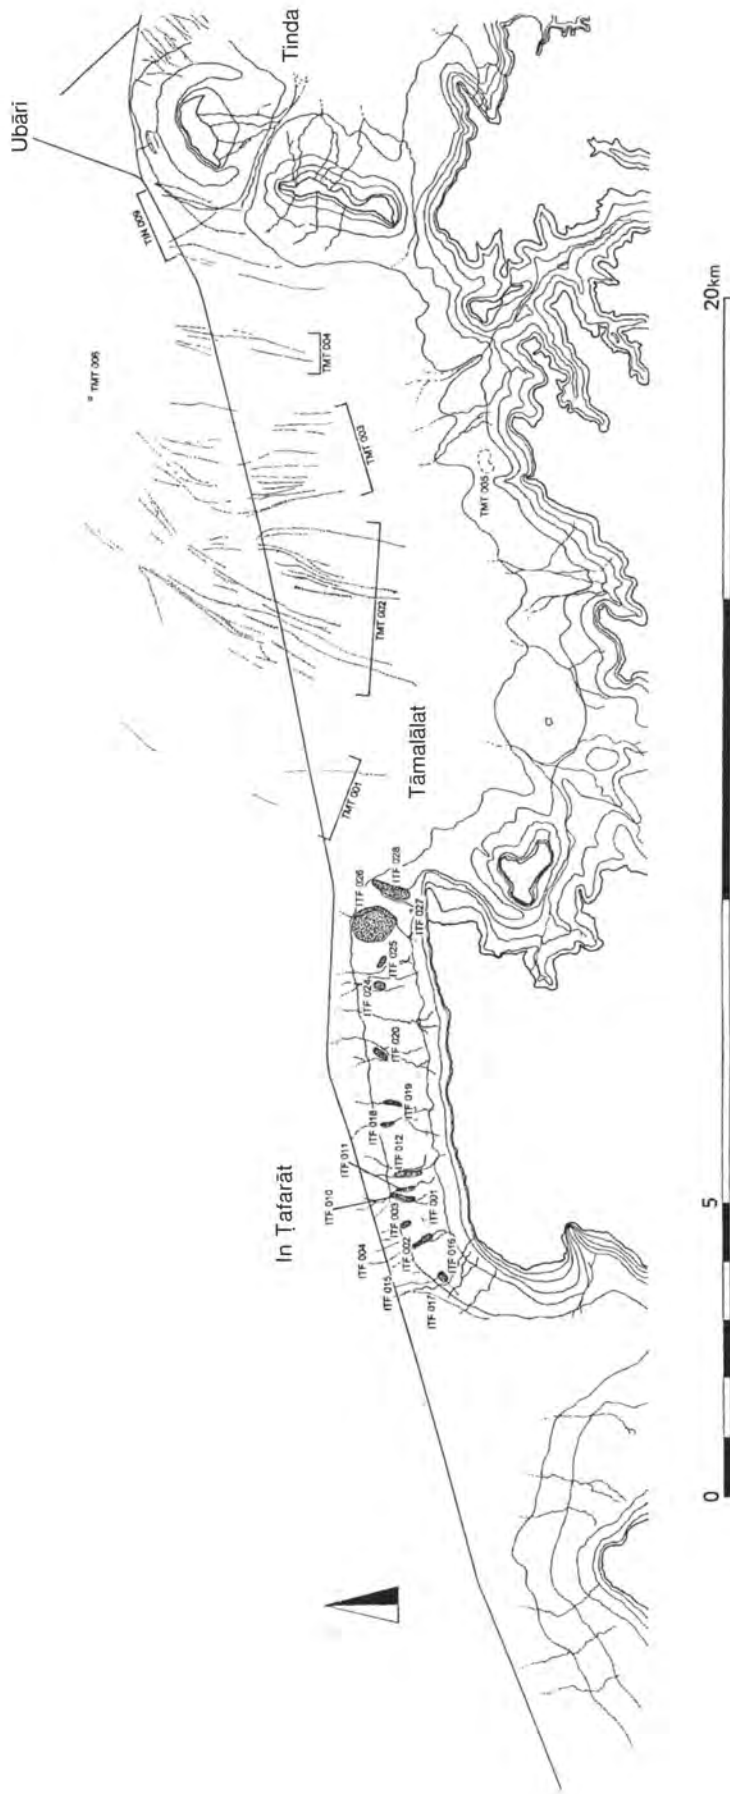 Ubāri
Tinda
TIN 009
TMT 006
TMT 004
TMT 003
TMT 005
TMT 002
TMT 001
Tāmalālat
ITF 028
ITF 026
ITF 027
ITF 025
ITF 024
ITF 020
ITF 019
ITF 018
ITF 012
ITF 011
ITF 010
In Ṭafarāt
ITF 001
ITF 003
ITF 002
ITF 004
ITF 016
ITF 015
ITF 017
0
5
20km